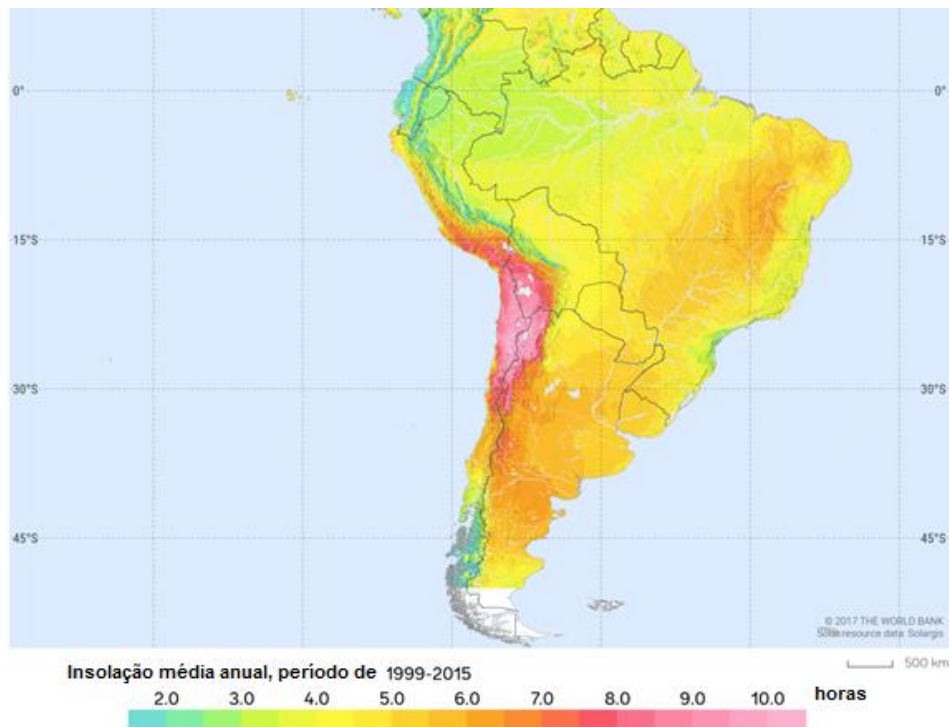 0° 0°
15°S 15°S
30°S 30°S
45°S 45°S
© 2017 THE WORLD BANK
Solar resource data: Solargis
500 km
Insolação média anual, período de 1999-2015
2.0 3.0 4.0 5.0 6.0 7.0 8.0 9.0 10.0 horas